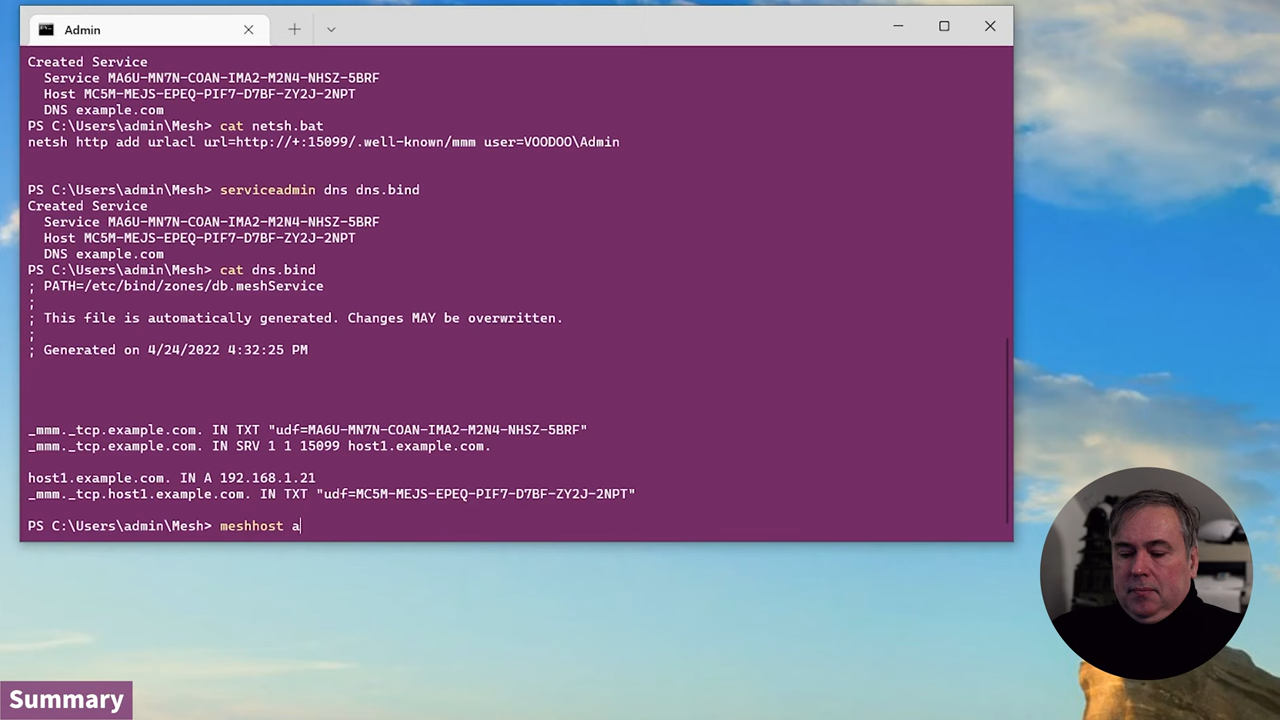 Admin
Created Service
Service MA6U-MN7N-COAN-IMA2-M2N4-NHSZ-5BRF
Host MC5M-MEJS-EPEQ-PIF7-D7BF-ZY2J-2NPT
DNS example.com
PS C:\Users\admin\Mesh> cat netsh.bat
netsh http add urlacl url=http://+:15099/.well-known/mmm user=VOODOO\Admin
PS C:\Users\admin\Mesh> serviceadmin dns dns.bind
Created Service
Service MA6U-MN7N-COAN-IMA2-M2N4-NHSZ-5BRF
Host MC5M-MEJS-EPEQ-PIF7-D7BF-ZY2J-2NPT
DNS example.com
PS C:\Users\admin\Mesh> cat dns.bind
; PATH=/etc/bind/zones/db.meshService
;
; This file is automatically generated. Changes MAY be overwritten.
;
; Generated on 4/24/2022 4:32:25 PM
_mmm._tcp.example.com. IN TXT "udf=MA6U-MN7N-COAN-IMA2-M2N4-NHSZ-5BRF"
_mmm._tcp.example.com. IN SRV 1 1 15099 host1.example.com.
host1.example.com. IN A 192.168.1.21
_mmm._tcp.host1.example.com. IN TXT "udf=MC5M-MEJS-EPEQ-PIF7-D7BF-ZY2J-2NPT"
PS C:\Users\admin\Mesh> meshhost a
Summary